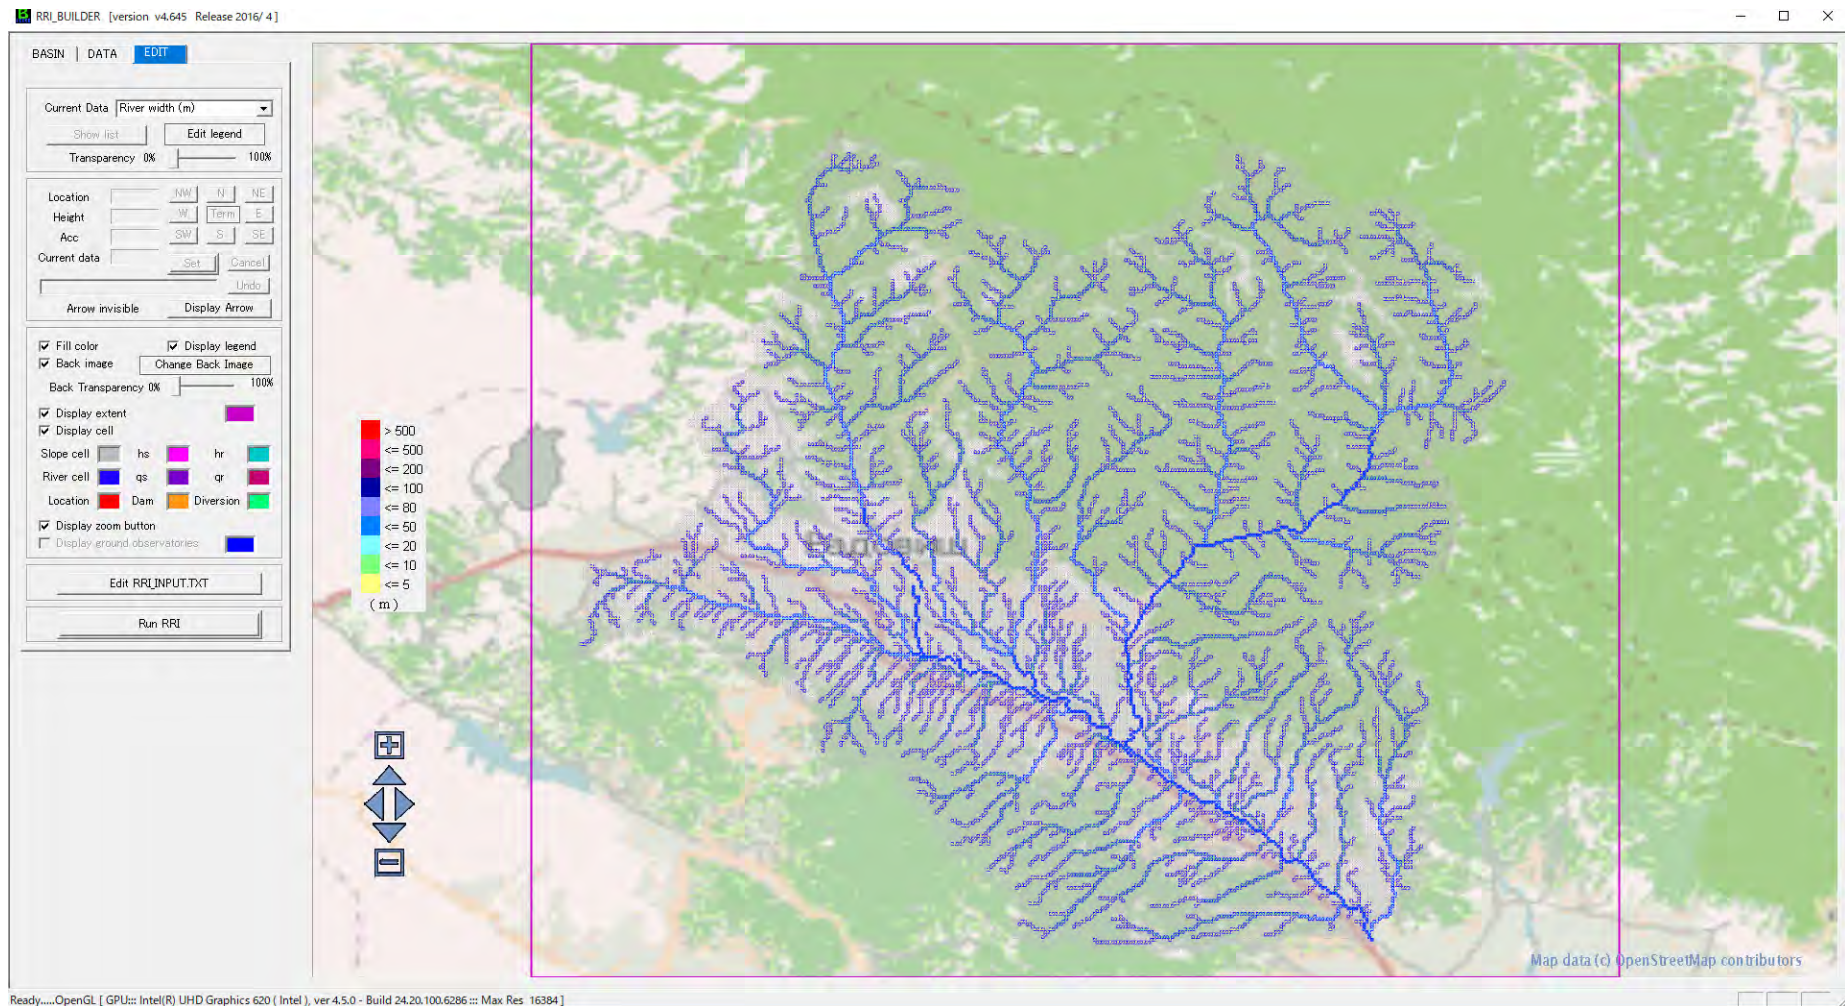 RRI_BUILDER [version v4.645 Release 2016/ 4 ]
BASIN DATA EDIT
Current Data River width (m)
Show list Edit legend
Transparency 0% 100%
Location NW N NE
Height W Term E
Acc SW S SE
Current data Set Cancel
Undo
Arrow invisible Display Arrow
Fill color Display legend
Back image Change Back Image
Back Transparency 0% 100%
Display extent
Display cell
Slope cell hs hr
River cell qs qr
Location Dam Diversion
Display zoom button
Display ground observatories
Edit RRI_INPUT.TXT
Run RRI
> 500
<= 500
<= 200
<= 100
<= 80
<= 50
<= 20
<= 10
<= 5
( m )
Map data (c) OpenStreetMap contributors
Ready.....OpenGL [ GPU::: Intel(R) UHD Graphics 620 ( Intel ), ver 4.5.0 - Build 24.20.100.6286 ::: Max Res 16384 ]